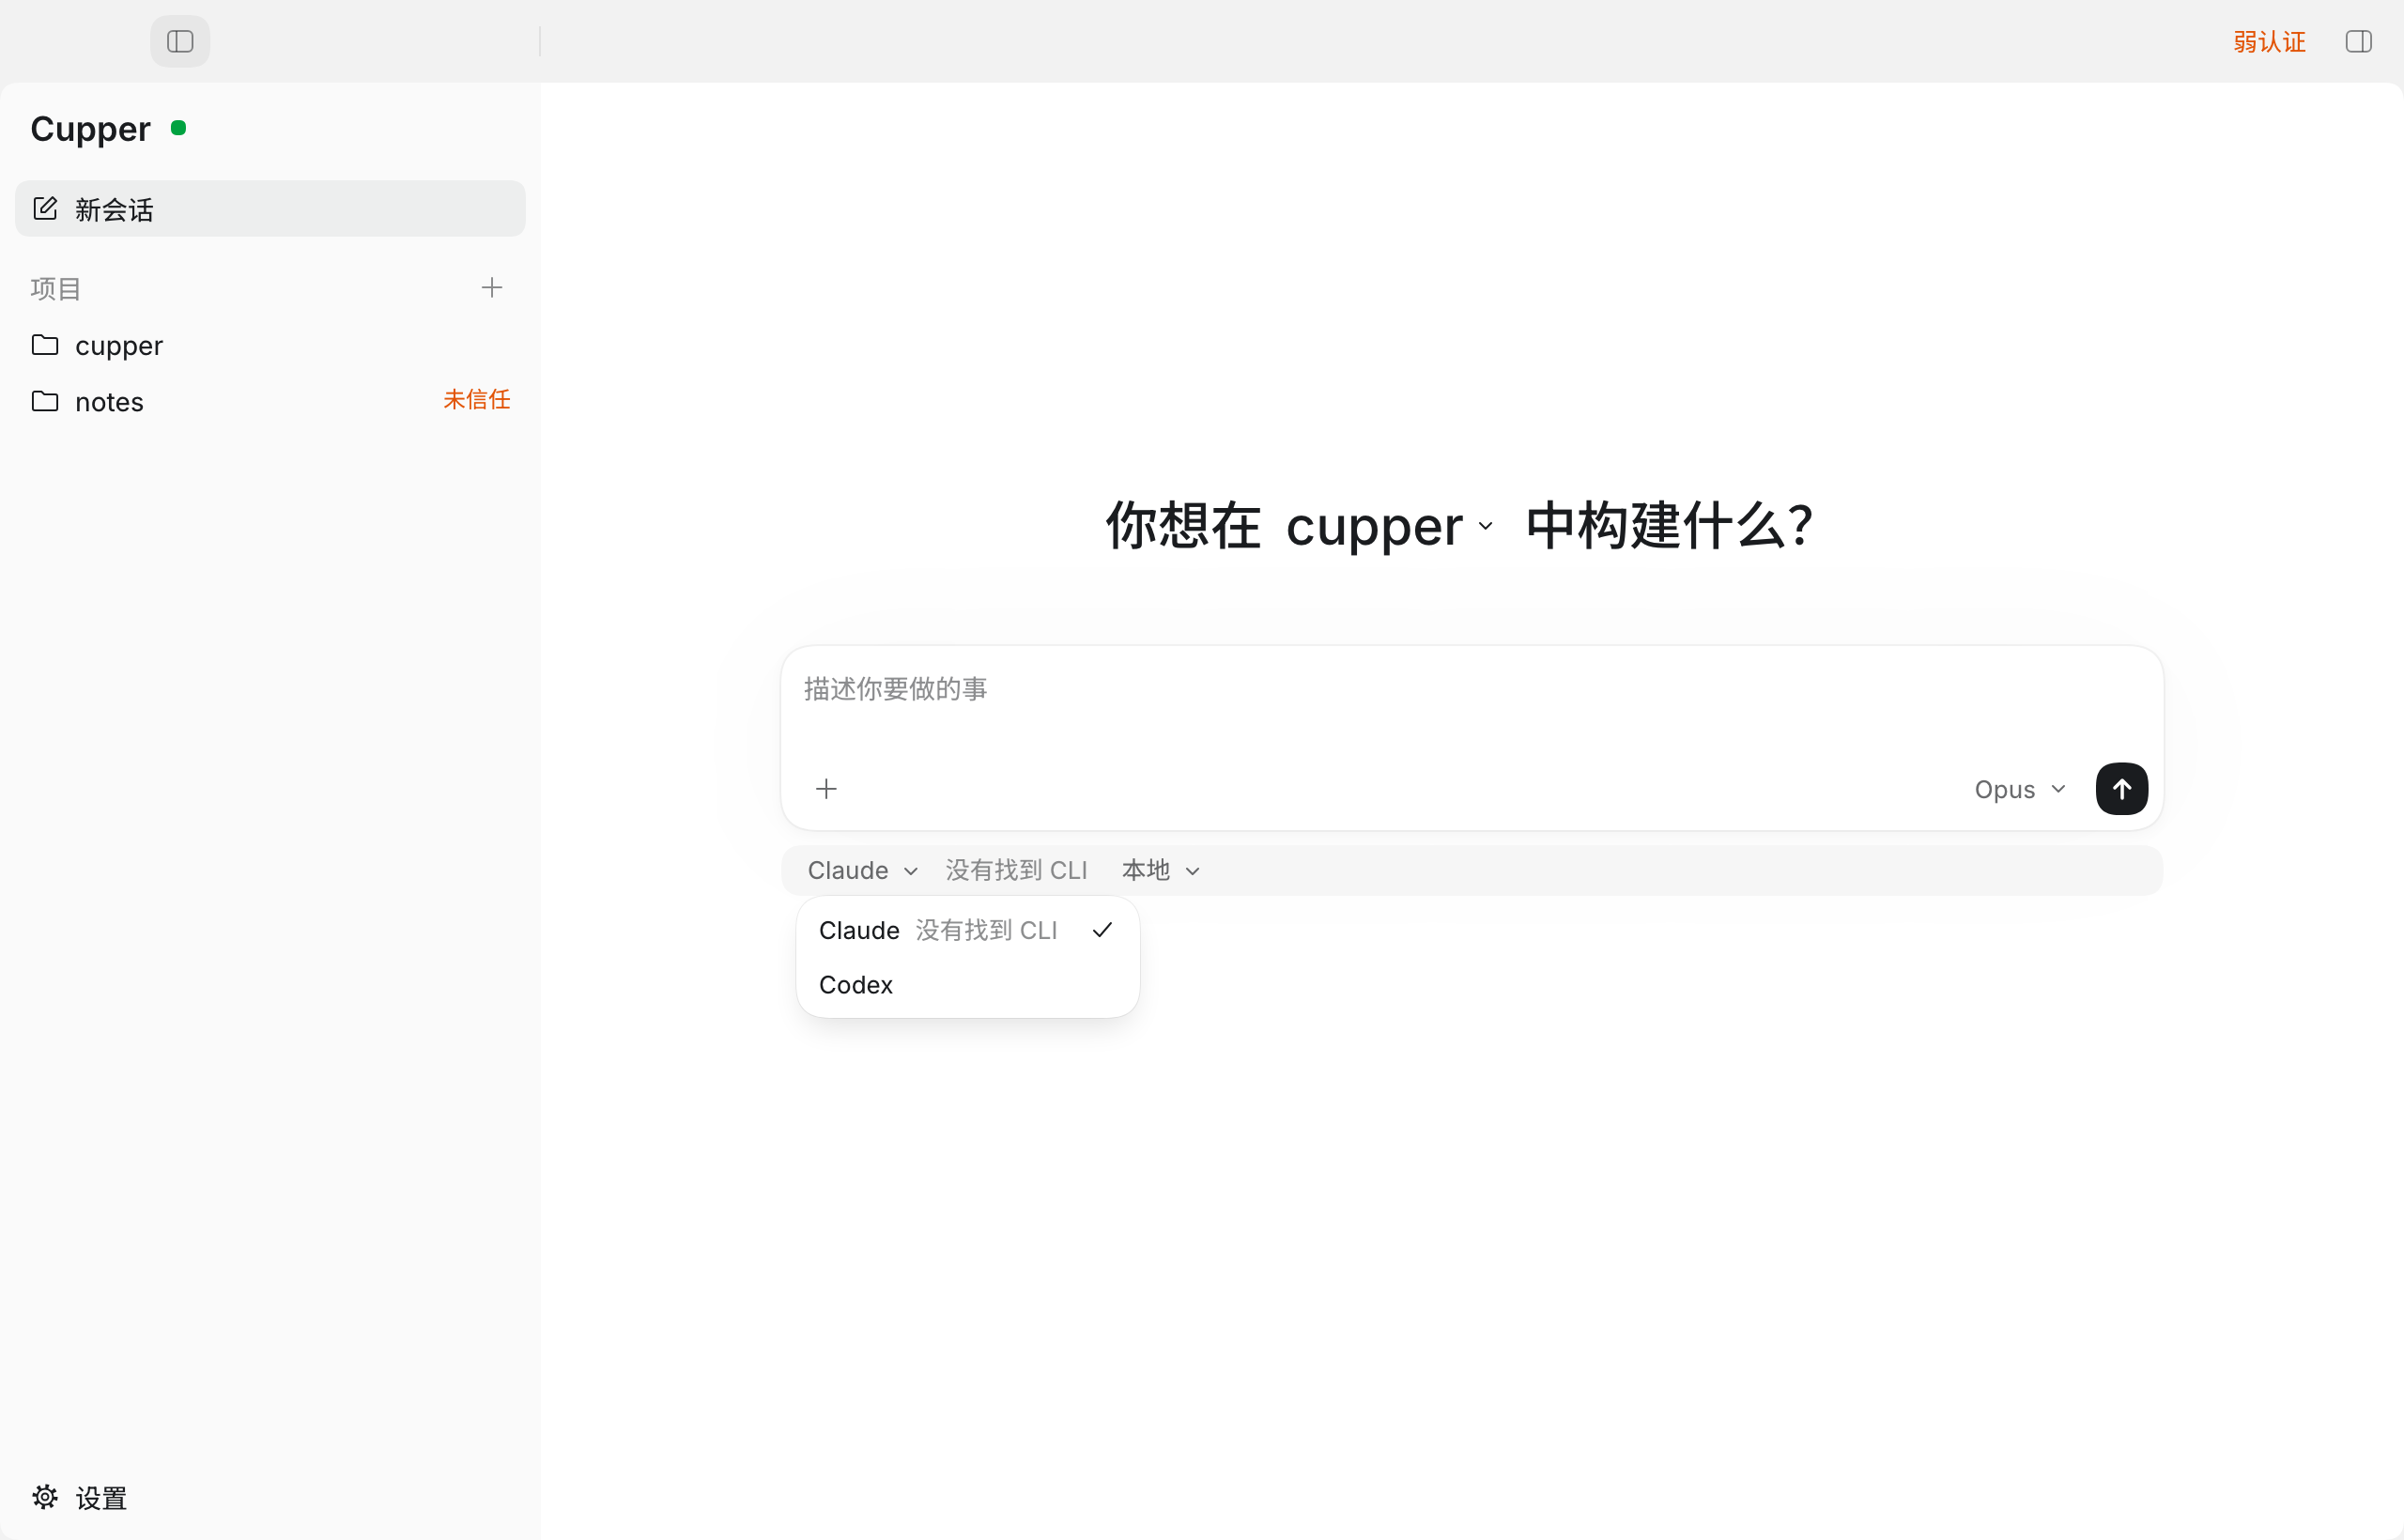 弱认证
Cupper
新会话
项目
cupper
notes 未信任
你想在 cupper 中构建什么？
描述你要做的事
Opus
Claude 没有找到 CLI 本地
Claude 没有找到 CLI
Codex
设置